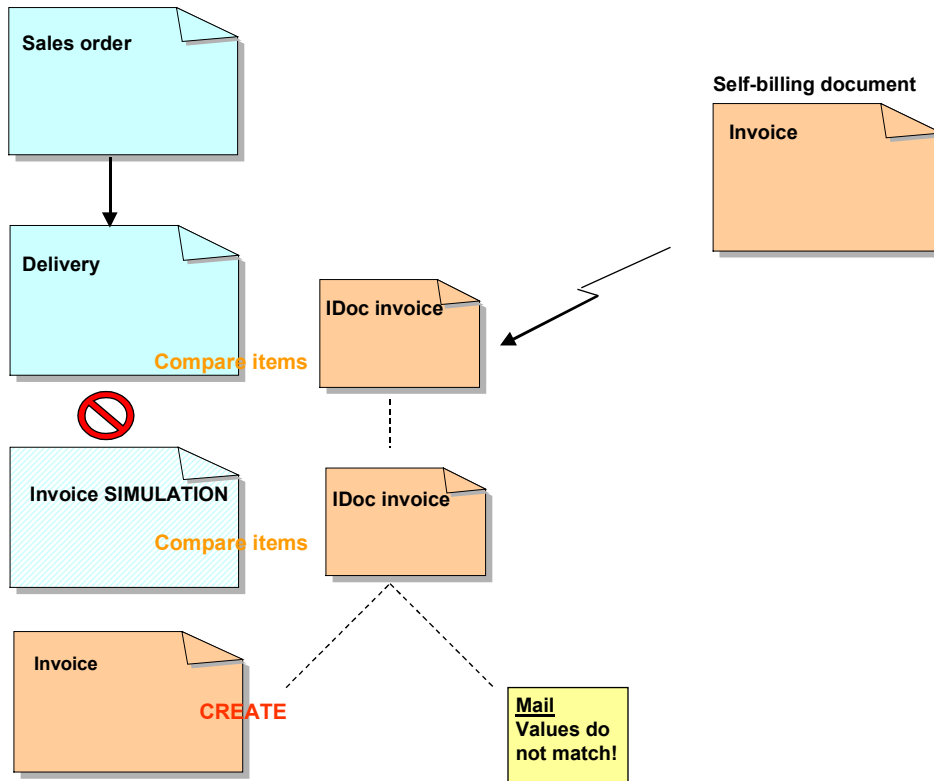 Sales order
Self-billing document
Invoice
Delivery
IDoc invoice
Compare items
Invoice SIMULATION
IDoc invoice
Compare items
Invoice
CREATE
Mail
Values do
not match!